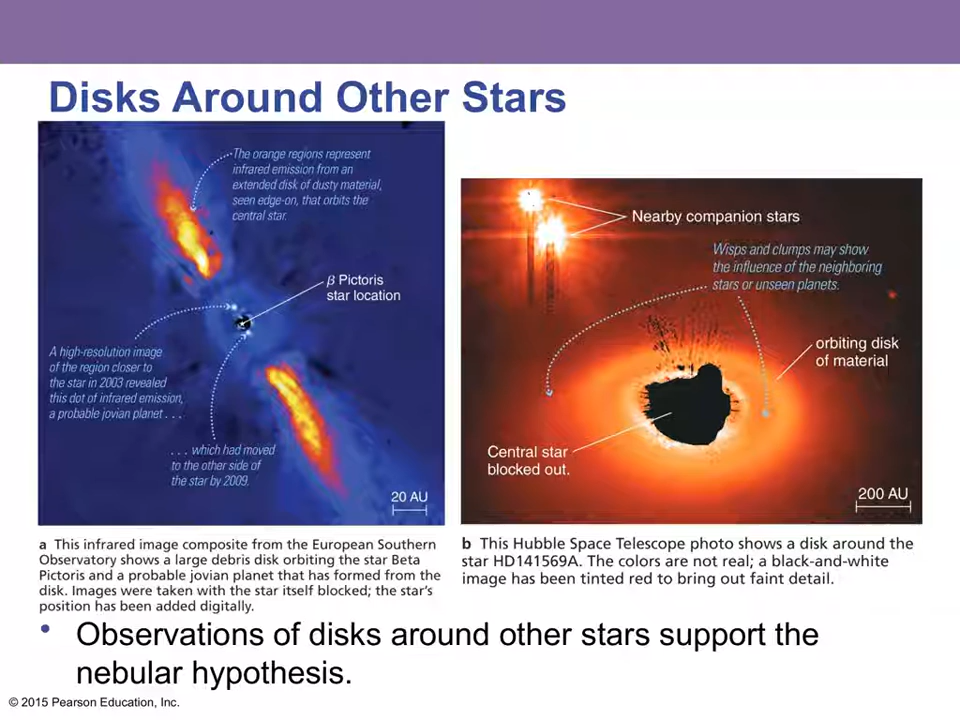 Disks Around Other Stars
The orange regions represent
infrared emission from an
extended disk of dusty material,
seen edge-on, that orbits the
central star.
β Pictoris
star location
A high-resolution image
of the region closer to
the star in 2003 revealed
this dot of infrared emission,
a probable jovian planet . . .
. . . which had moved
to the other side of
the star by 2009.
20 AU
Nearby companion stars
Wisps and clumps may show
the influence of the neighboring
stars or unseen planets.
orbiting disk
of material
Central star
blocked out.
200 AU
a This infrared image composite from the European Southern
Observatory shows a large debris disk orbiting the star Beta
Pictoris and a probable jovian planet that has formed from the
disk. Images were taken with the star itself blocked; the star’s
position has been added digitally.
b This Hubble Space Telescope photo shows a disk around the
star HD141569A. The colors are not real; a black-and-white
image has been tinted red to bring out faint detail.
• Observations of disks around other stars support the
nebular hypothesis.
© 2015 Pearson Education, Inc.